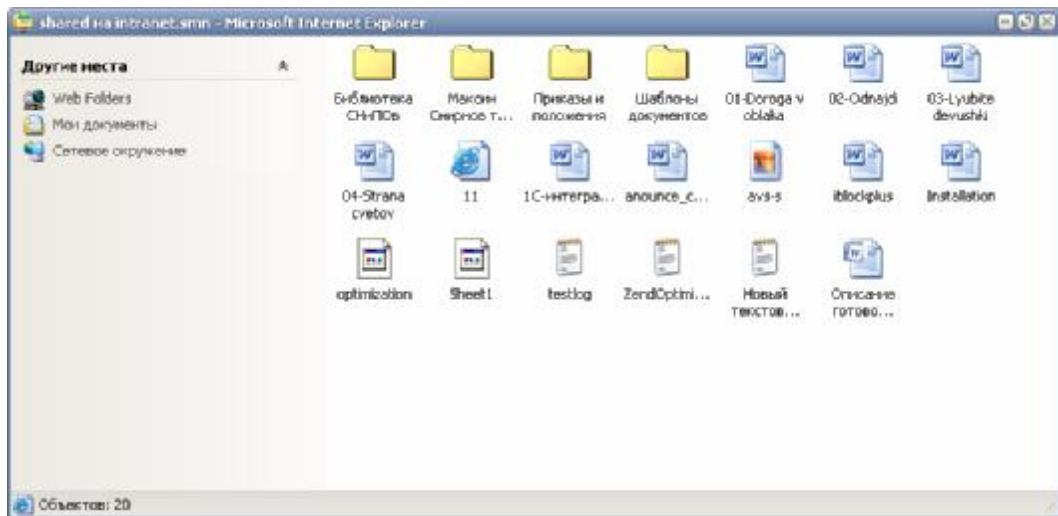 shared на intranet.smn - Microsoft Internet Explorer
Другие места
Web Folders
Мои документы
Сетевое окружение
Библиотека
СНиПОв
Максим
Смирнов т...
Приказы и
положения
Шаблоны
документов
01-Doroga v
oblaka
02-Odnajdi
03-Lyubite
devushki
04-Strana
cvetov
11
1С-интегра...
anounce_c...
avs-s
iblockplus
Installation
optimization
Sheet1
testlog
ZendOptimi...
Новый
текстов...
Описание
готово...
Объектов: 20